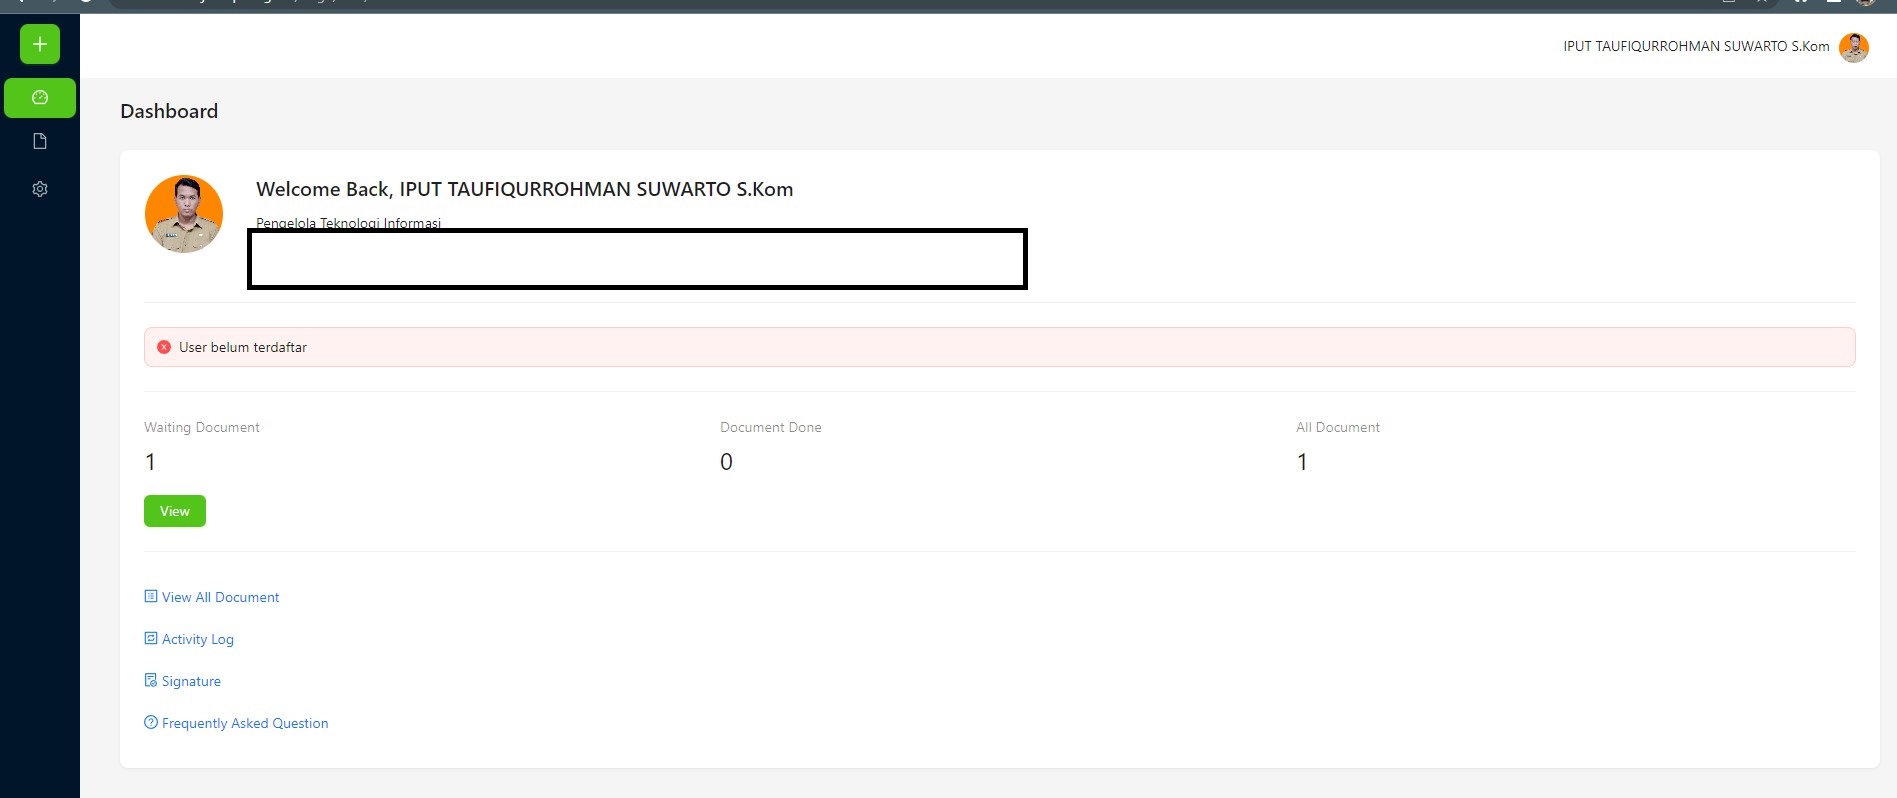 IPUT TAUFIQURROHMAN SUWARTO S.Kom
Dashboard
Welcome Back, IPUT TAUFIQURROHMAN SUWARTO S.Kom
Pengelola Teknologi Informasi
User belum terdaftar
Waiting Document
1
Document Done
0
All Document
1
View
View All Document
Activity Log
Signature
Frequently Asked Question